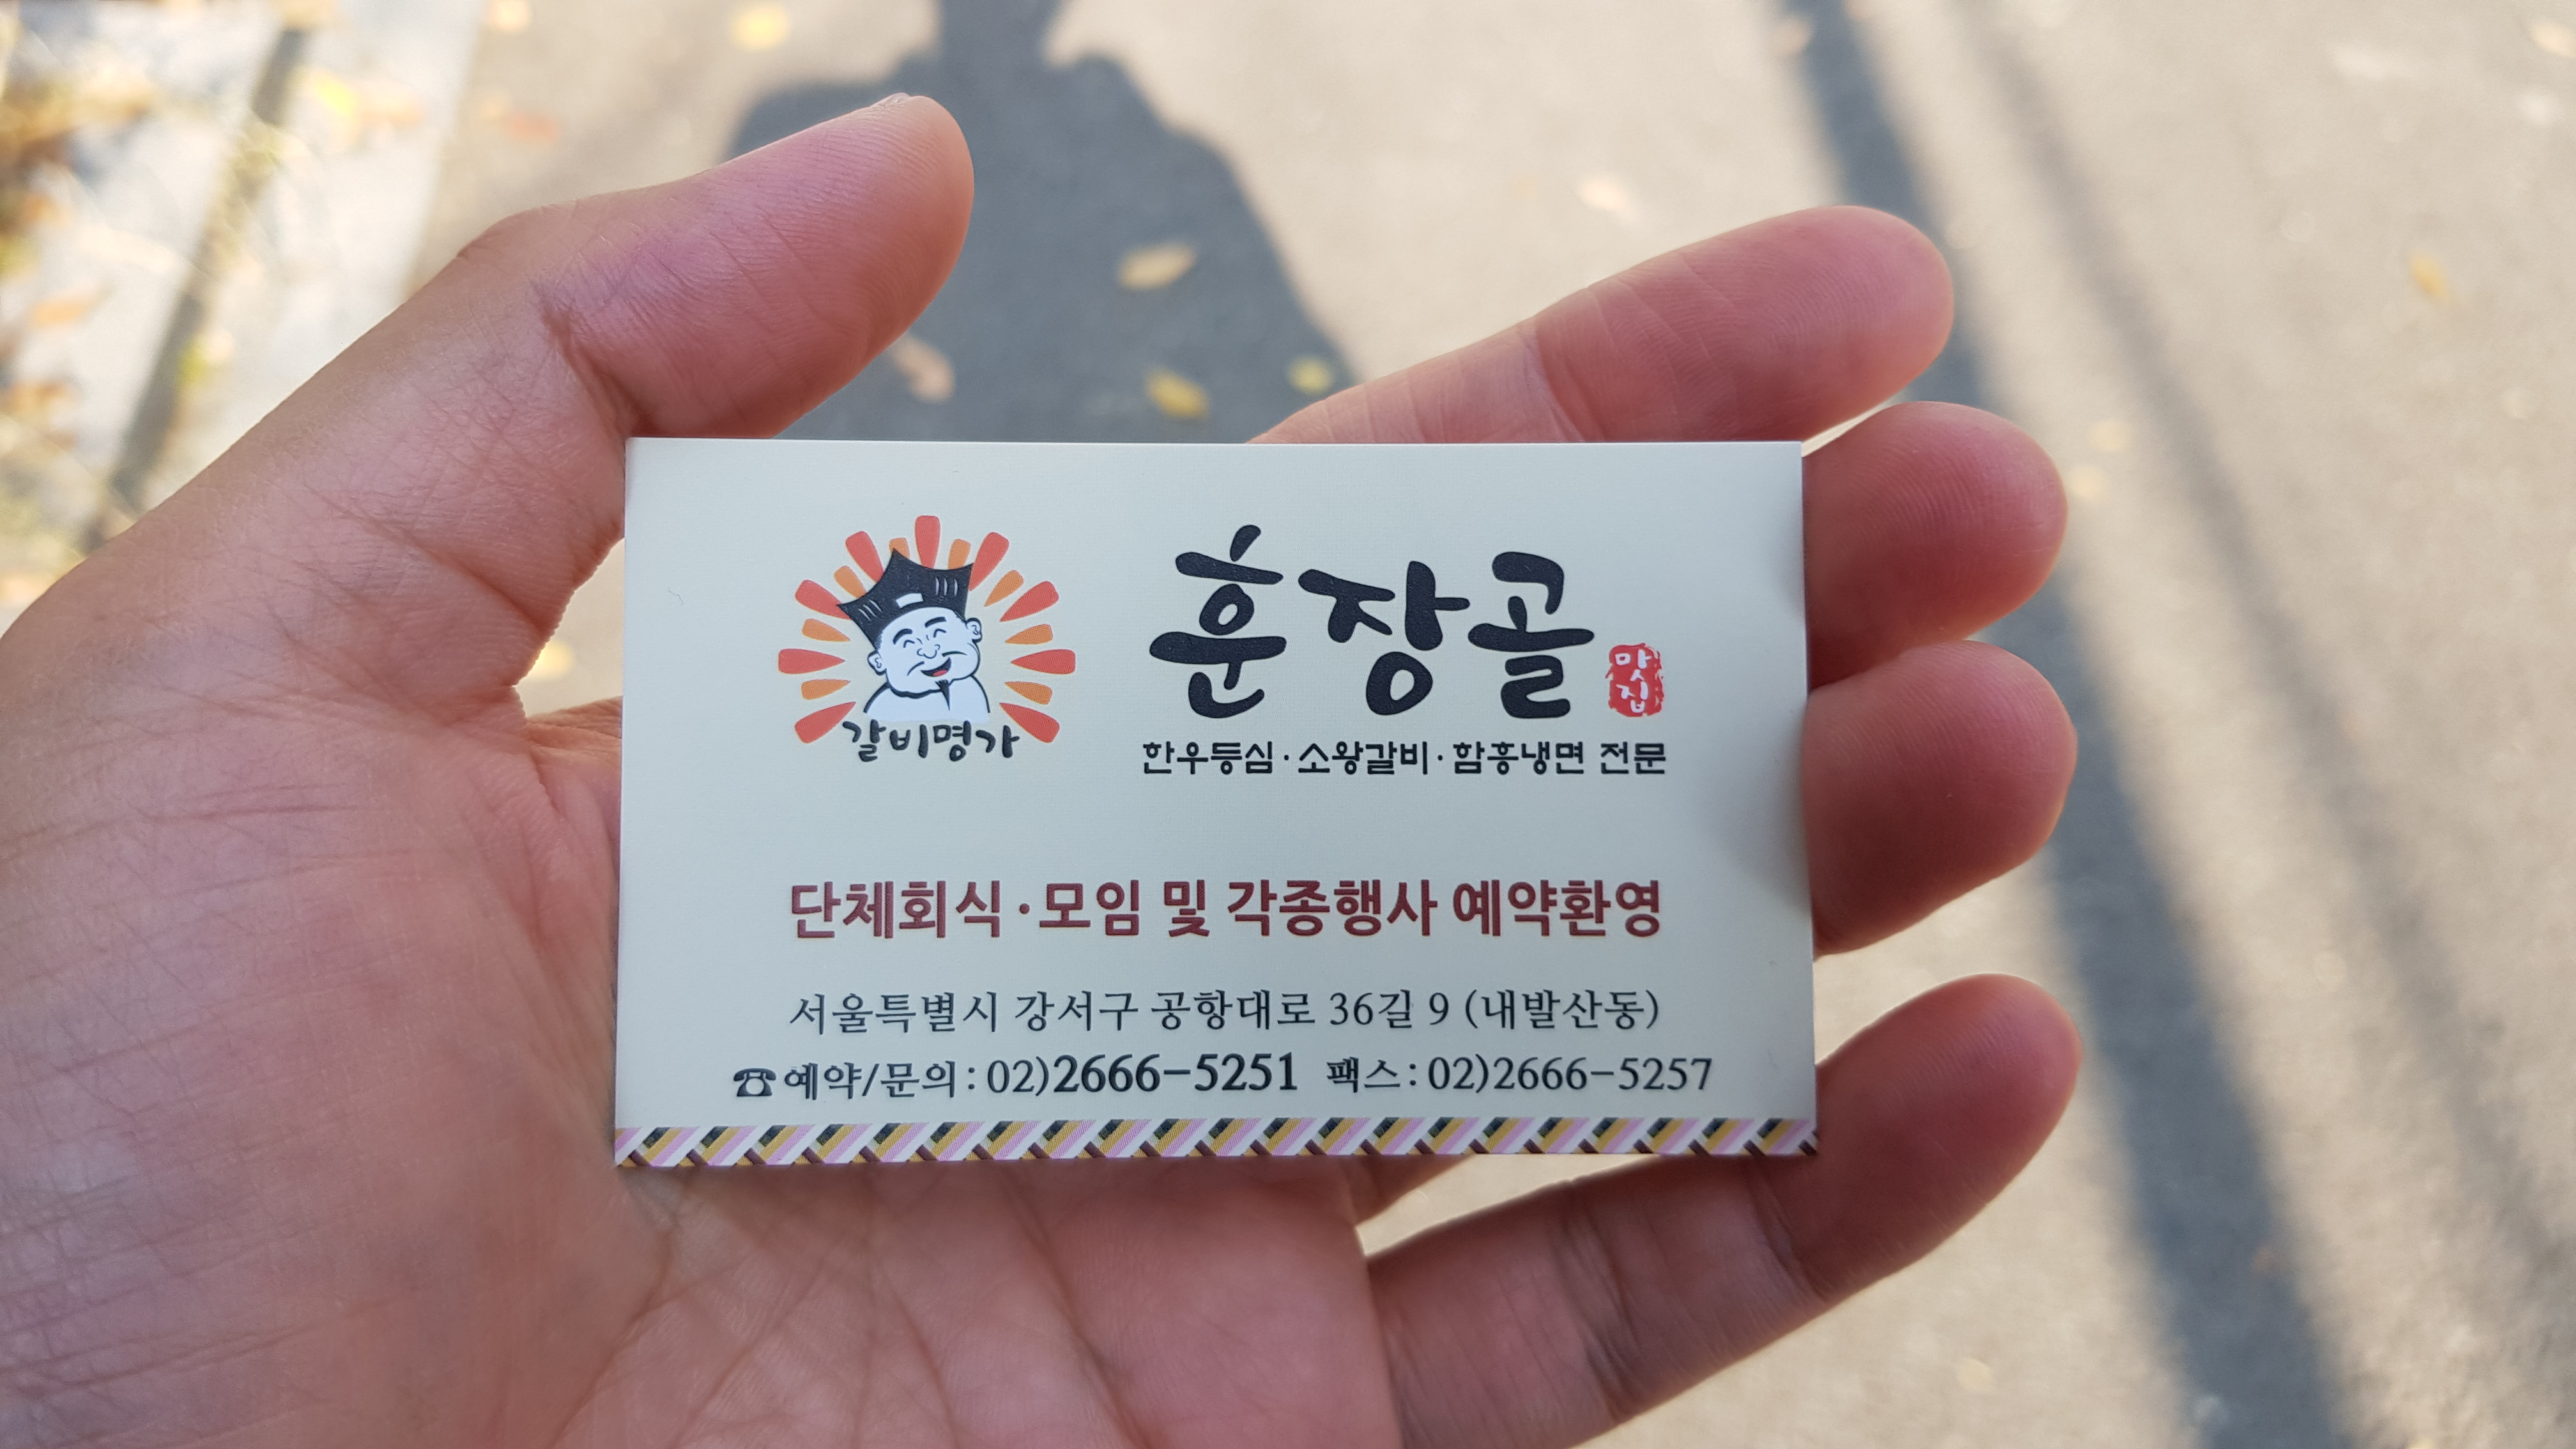 갈비명가
훈장골
맛집
한우등심·소왕갈비·함흥냉면 전문
단체회식·모임 및 각종행사 예약환영
서울특별시 강서구 공항대로 36길 9 (내발산동)
☎예약/문의: 02)2666-5251 팩스: 02)2666-5257